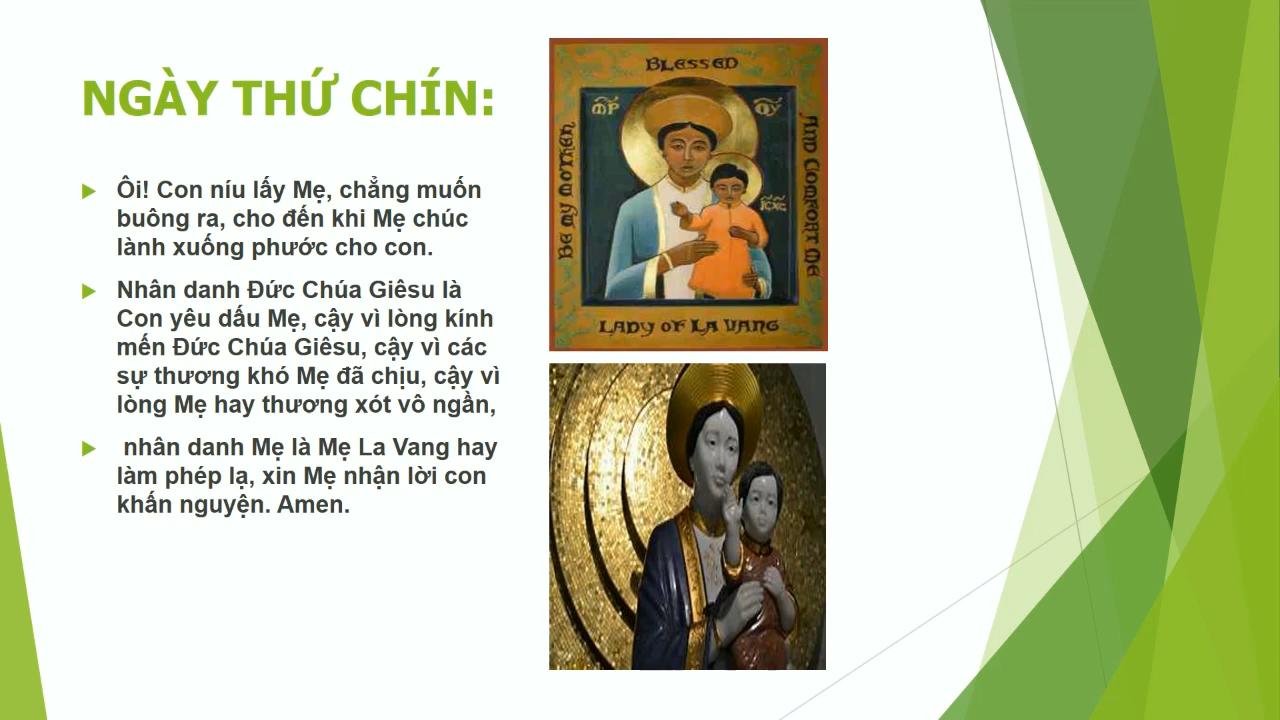 NGÀY THỨ CHÍN:
Ôi! Con níu lấy Mẹ, chẳng muốn
buông ra, cho đến khi Mẹ chúc
lành xuống phước cho con.
Nhân danh Đức Chúa Giêsu là
Con yêu dấu Mẹ, cậy vì lòng kính
mến Đức Chúa Giêsu, cậy vì các
sự thương khó Mẹ đã chịu, cậy vì
lòng Mẹ hay thương xót vô ngần,
nhân danh Mẹ là Mẹ La Vang hay
làm phép lạ, xin Mẹ nhận lời con
khấn nguyện. Amen.
BLESSED
BE MY MOTHER
AND COMFORT ME
LADY OF LA VANG